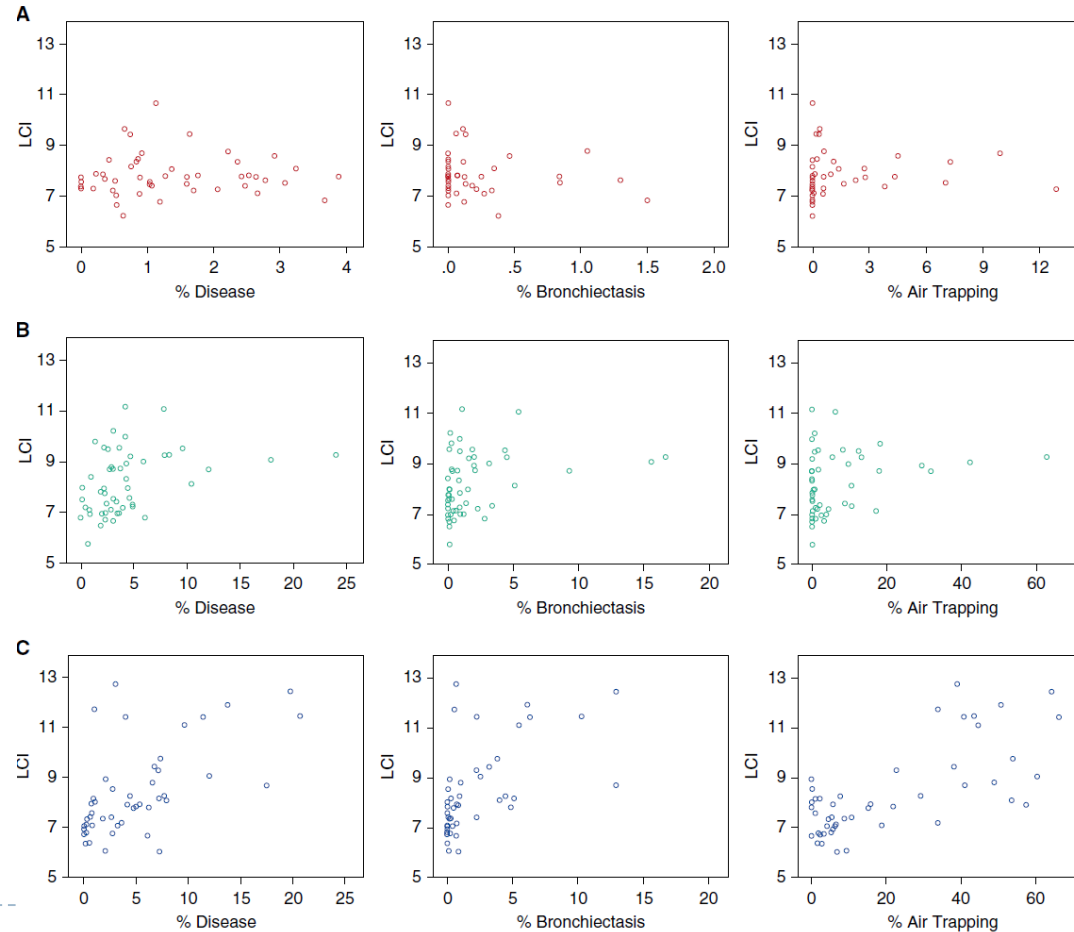 A
13
11
9
7
5
LCI
0 1 2 3 4
% Disease
13
11
9
7
5
LCI
.0 .5 1.0 1.5 2.0
% Bronchiectasis
13
11
9
7
5
LCI
0 3 6 9 12
% Air Trapping
B
13
11
9
7
5
LCI
0 5 10 15 20 25
% Disease
13
11
9
7
5
LCI
0 5 10 15 20
% Bronchiectasis
13
11
9
7
5
LCI
0 20 40 60
% Air Trapping
C
13
11
9
7
5
LCI
0 5 10 15 20 25
% Disease
13
11
9
7
5
LCI
0 5 10 15 20
% Bronchiectasis
13
11
9
7
5
LCI
0 10 20 30 40 50 60
% Air Trapping